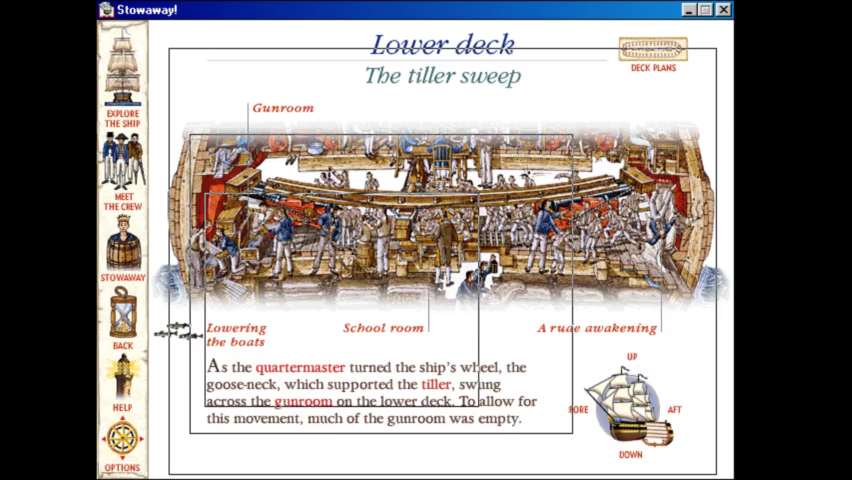 Stowaway!
Lower deck
The tiller sweep
DECK PLANS
Gunroom
EXPLORE
THE SHIP
MEET
THE CREW
STOWAWAY
BACK
HELP
OPTIONS
Lowering
the boats
School room
A rude awakening
As the quartermaster turned the ship's wheel, the
goose-neck, which supported the tiller, swung
across the gunroom on the lower deck. To allow for
this movement, much of the gunroom was empty.
UP
FORE
AFT
DOWN